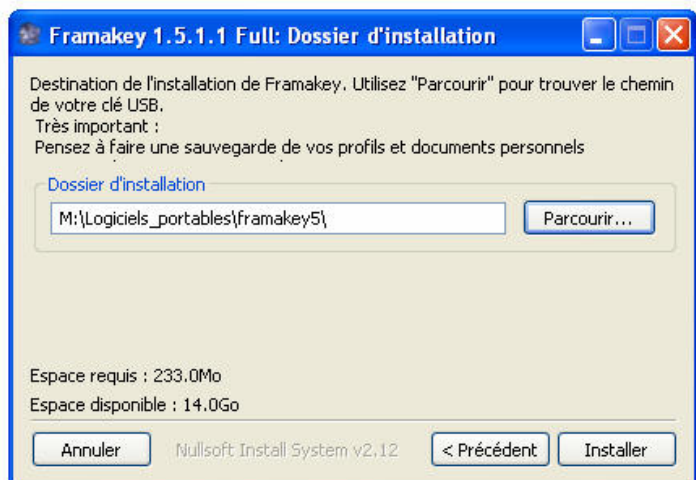 Framakey 1.5.1.1 Full: Dossier d'installation
Destination de l'installation de Framakey. Utilisez "Parcourir" pour trouver le chemin
de votre clé USB.
Très important :
Pensez à faire une sauvegarde de vos profils et documents personnels
Dossier d'installation
M:\Logiciels_portables\framakey5\
Parcourir...
Espace requis : 233.0Mo
Espace disponible : 14.0Go
Annuler
Nullsoft Install System v2.12
< Précédent
Installer